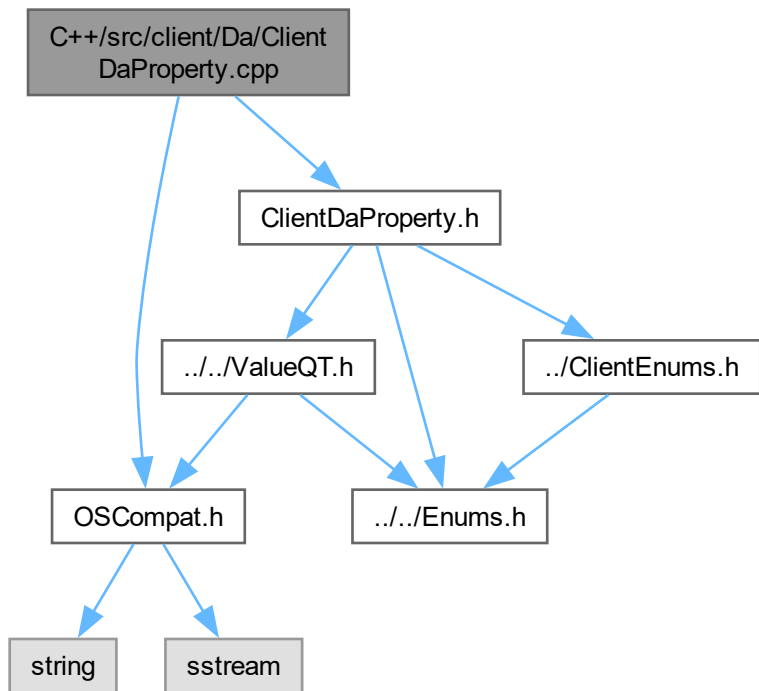 C++/src/client/Da/Client
DaProperty.cpp
ClientDaProperty.h
../../ValueQT.h
../ClientEnums.h
OSCompat.h
../../Enums.h
string
sstream